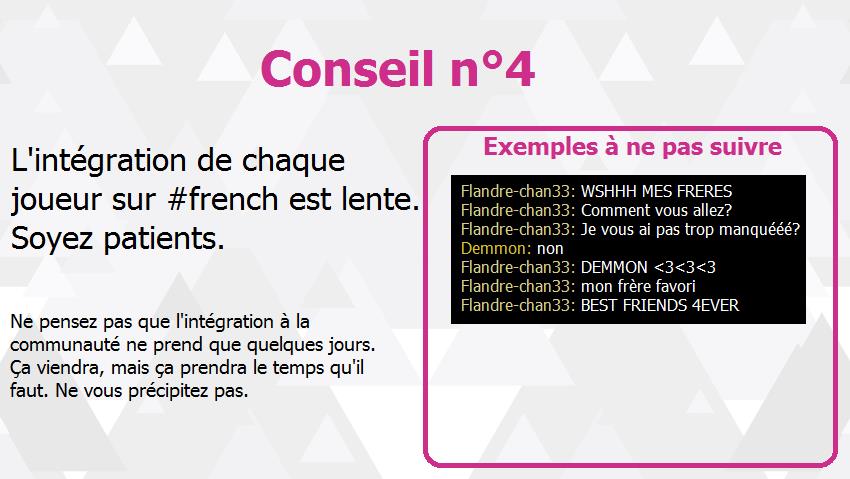 Conseil n°4
L'intégration de chaque
joueur sur #french est lente.
Soyez patients.
Ne pensez pas que l'intégration à la
communauté ne prend que quelques jours.
Ça viendra, mais ça prendra le temps qu'il
faut. Ne vous précipitez pas.
Exemples à ne pas suivre
Flandre-chan33: WSHHH MES FRERES
Flandre-chan33: Comment vous allez?
Flandre-chan33: Je vous ai pas trop manquééé?
Demmon: non
Flandre-chan33: DEMMON <3<3<3
Flandre-chan33: mon frère favori
Flandre-chan33: BEST FRIENDS 4EVER